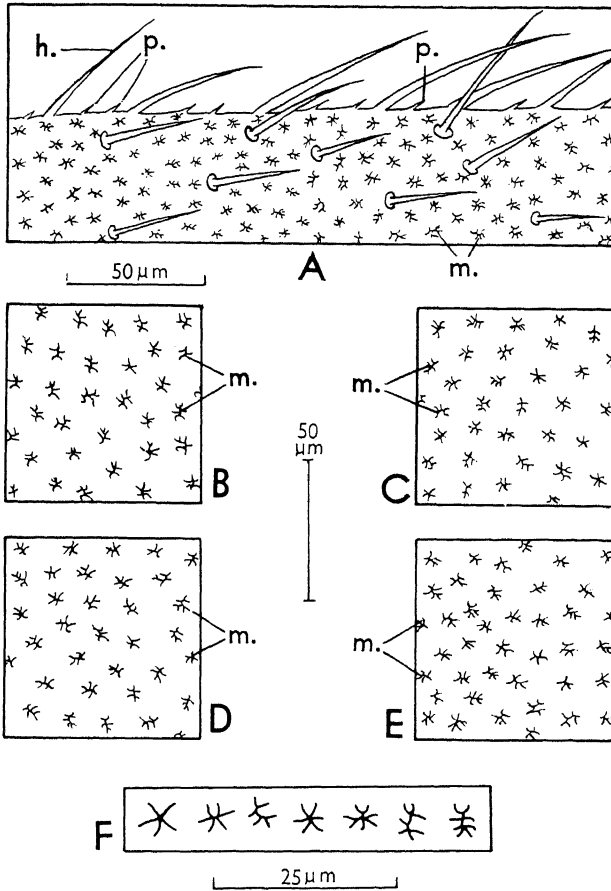 h. p. p.
m.
50 μm A
m. m.
B 50 μm C
m. m.
D E
F
25 μm